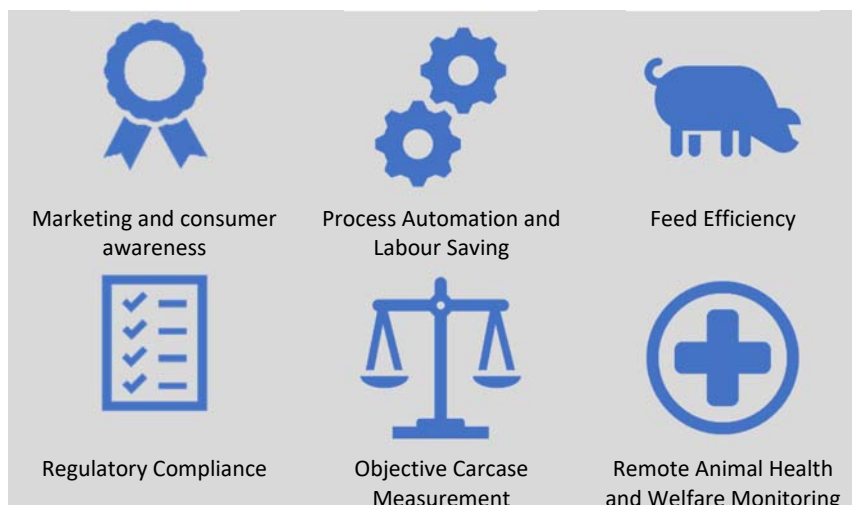 Marketing and consumer
awareness
Process Automation and
Labour Saving
Feed Efficiency
Regulatory Compliance
Objective Carcase
Measurement
Remote Animal Health
and Welfare Monitoring